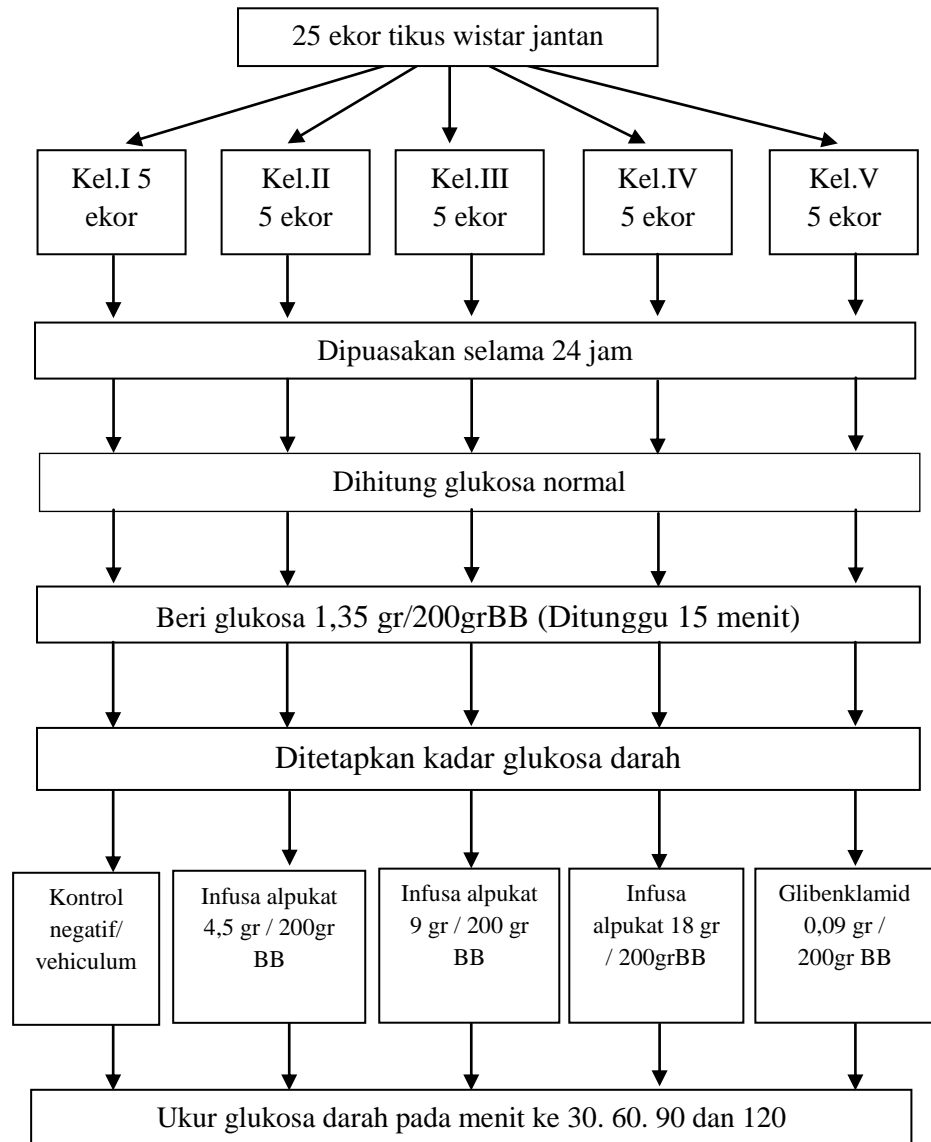 25 ekor tikus wistar jantan
Kel.I 5
ekor
Kel.II
5 ekor
Kel.III
5 ekor
Kel.IV
5 ekor
Kel.V
5 ekor
Dipuasakan selama 24 jam
Dihitung glukosa normal
Beri glukosa 1,35 gr/200grBB (Ditunggu 15 menit)
Ditetapkan kadar glukosa darah
Kontrol
negatif/
vehiculum
Infusa alpukat
4,5 gr / 200gr
BB
Infusa alpukat
9 gr / 200 gr
BB
Infusa
alpukat 18 gr
/ 200grBB
Glibenklamid
0,09 gr /
200gr BB
Ukur glukosa darah pada menit ke 30. 60. 90 dan 120